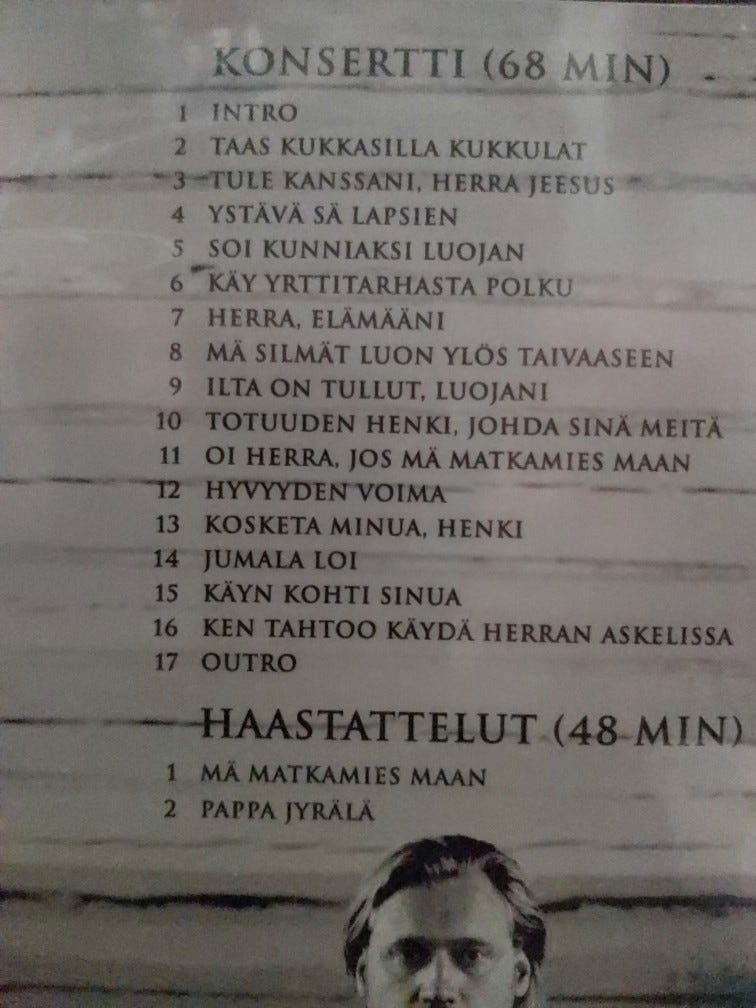 KONSERTTI (68 MIN)
1 INTRO
2 TAAS KUKKASILLA KUKKULAT
3 TULE KANSSANI, HERRA JEESUS
4 YSTÄVÄ SÄ LAPSIEN
5 SOI KUNNIAKSI LUOJAN
6 KÄY YRTTITARHASTA POLKU
7 HERRA, ELÄMÄÄNI
8 MÄ SILMÄT LUON YLÖS TAIVAASEEN
9 ILTA ON TULLUT, LUOJANI
10 TOTUUDEN HENKI, JOHDA SINÄ MEITÄ
11 OI HERRA, JOS MÄ MATKAMIES MAAN
12 HYVYYDEN VOIMA
13 KOSKETA MINUA, HENKI
14 JUMALA LOI
15 KÄYN KOHTI SINUA
16 KEN TAHTOO KÄYDÄ HERRAN ASKELISSA
17 OUTRO
HAASTATTELUT (48 MIN)
1 MÄ MATKAMIES MAAN
2 PAPPA JYRÄLÄ